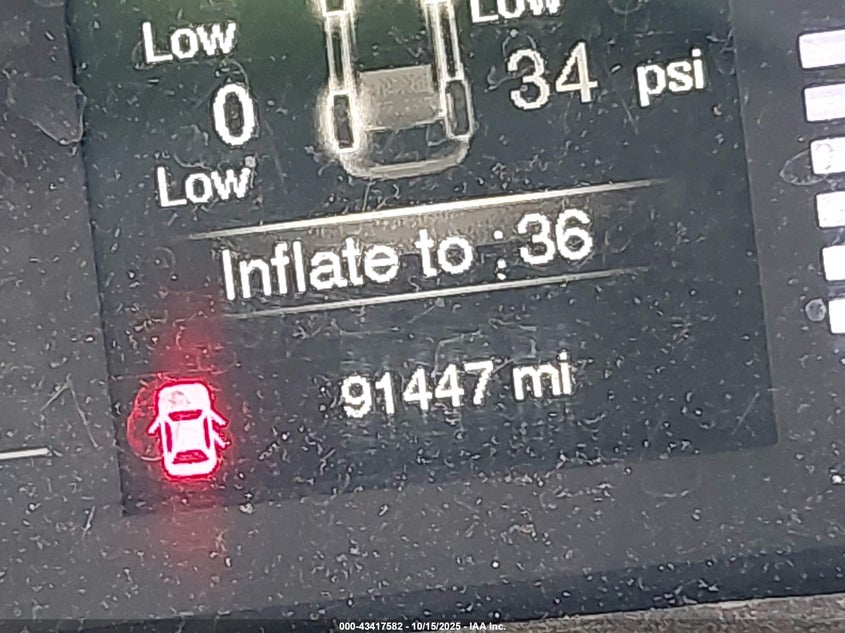 Low Low
0 34 psi
Low
Inflate to : 36
91447 mi
000-43417582 - 10/15/2025 - IAA Inc.